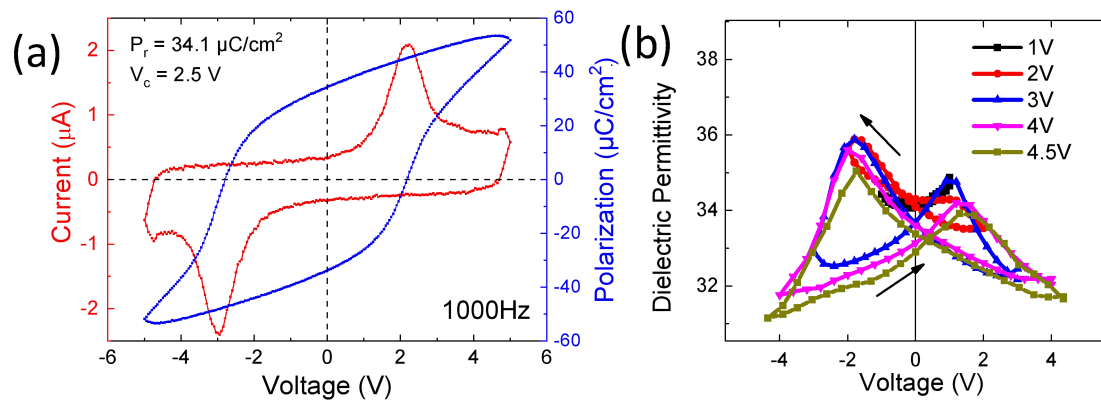 (a)
P_r = 34.1 µC/cm²
V_c = 2.5 V
1000Hz
Current (µA)
2
1
0
-1
-2
Polarization (µC/cm²)
60
40
20
0
-20
-40
-60
-6 -4 -2 0 2 4 6
Voltage (V)
(b)
1V
2V
3V
4V
4.5V
Dielectric Permittivity
38
36
34
32
-4 -2 0 2 4
Voltage (V)